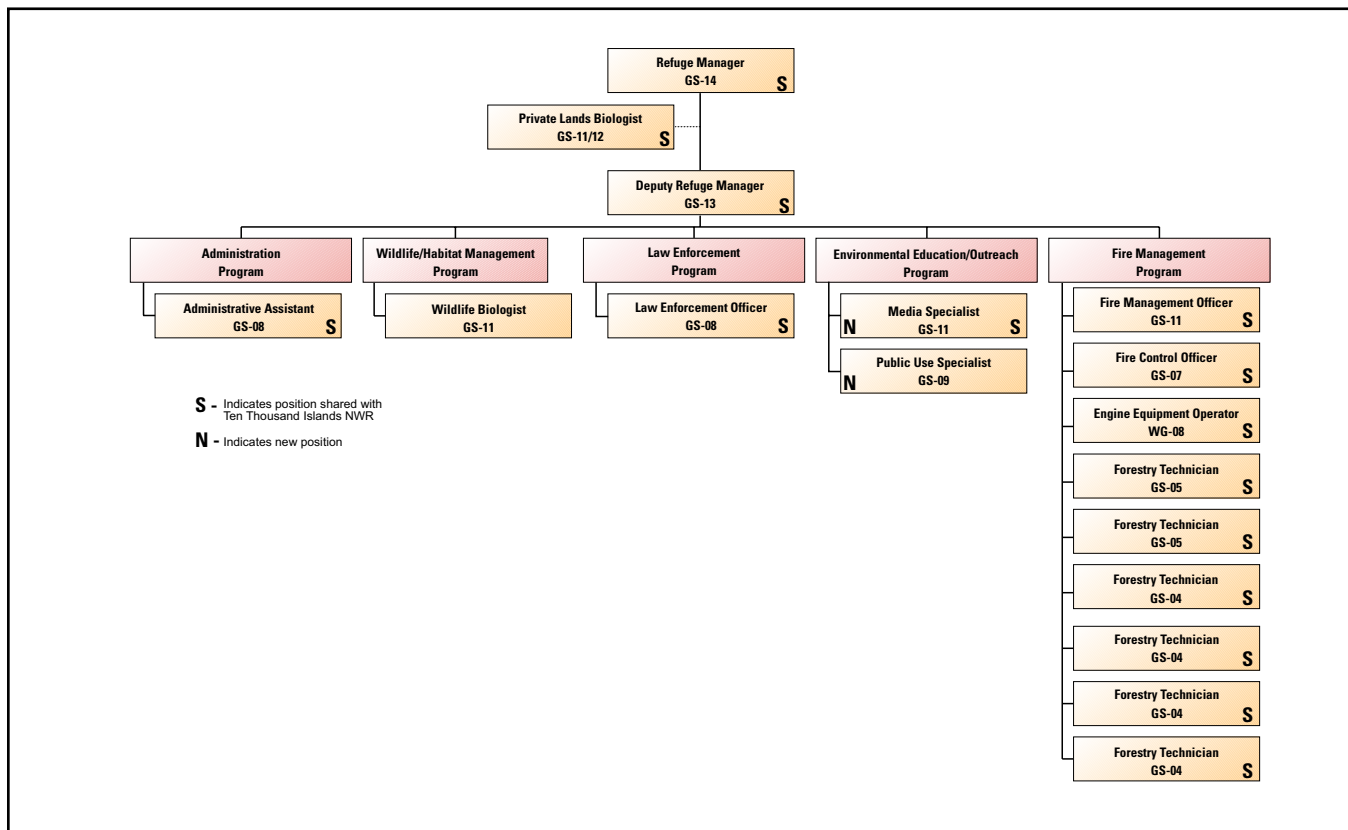 Refuge Manager
GS-14
S
Private Lands Biologist
GS-11/12
S
Deputy Refuge Manager
GS-13
S
Administration
Program
Administrative Assistant
GS-08
S
Wildlife/Habitat Management
Program
Wildlife Biologist
GS-11
Law Enforcement
Program
Law Enforcement Officer
GS-08
S
Environmental Education/Outreach
Program
N
Media Specialist
GS-11
S
N
Public Use Specialist
GS-09
Fire Management
Program
Fire Management Officer
GS-11
S
Fire Control Officer
GS-07
S
Engine Equipment Operator
WG-08
S
Forestry Technician
GS-05
S
Forestry Technician
GS-05
S
Forestry Technician
GS-04
S
Forestry Technician
GS-04
S
Forestry Technician
GS-04
S
Forestry Technician
GS-04
S
S - Indicates position shared with
Ten Thousand Islands NWR
N - Indicates new position